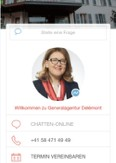 Stelle eine Frage
Willkommen zu Generalagentur Delémont
CHATTEN-ONLINE
+41 58 471 49 49
TERMIN VEREINBAREN